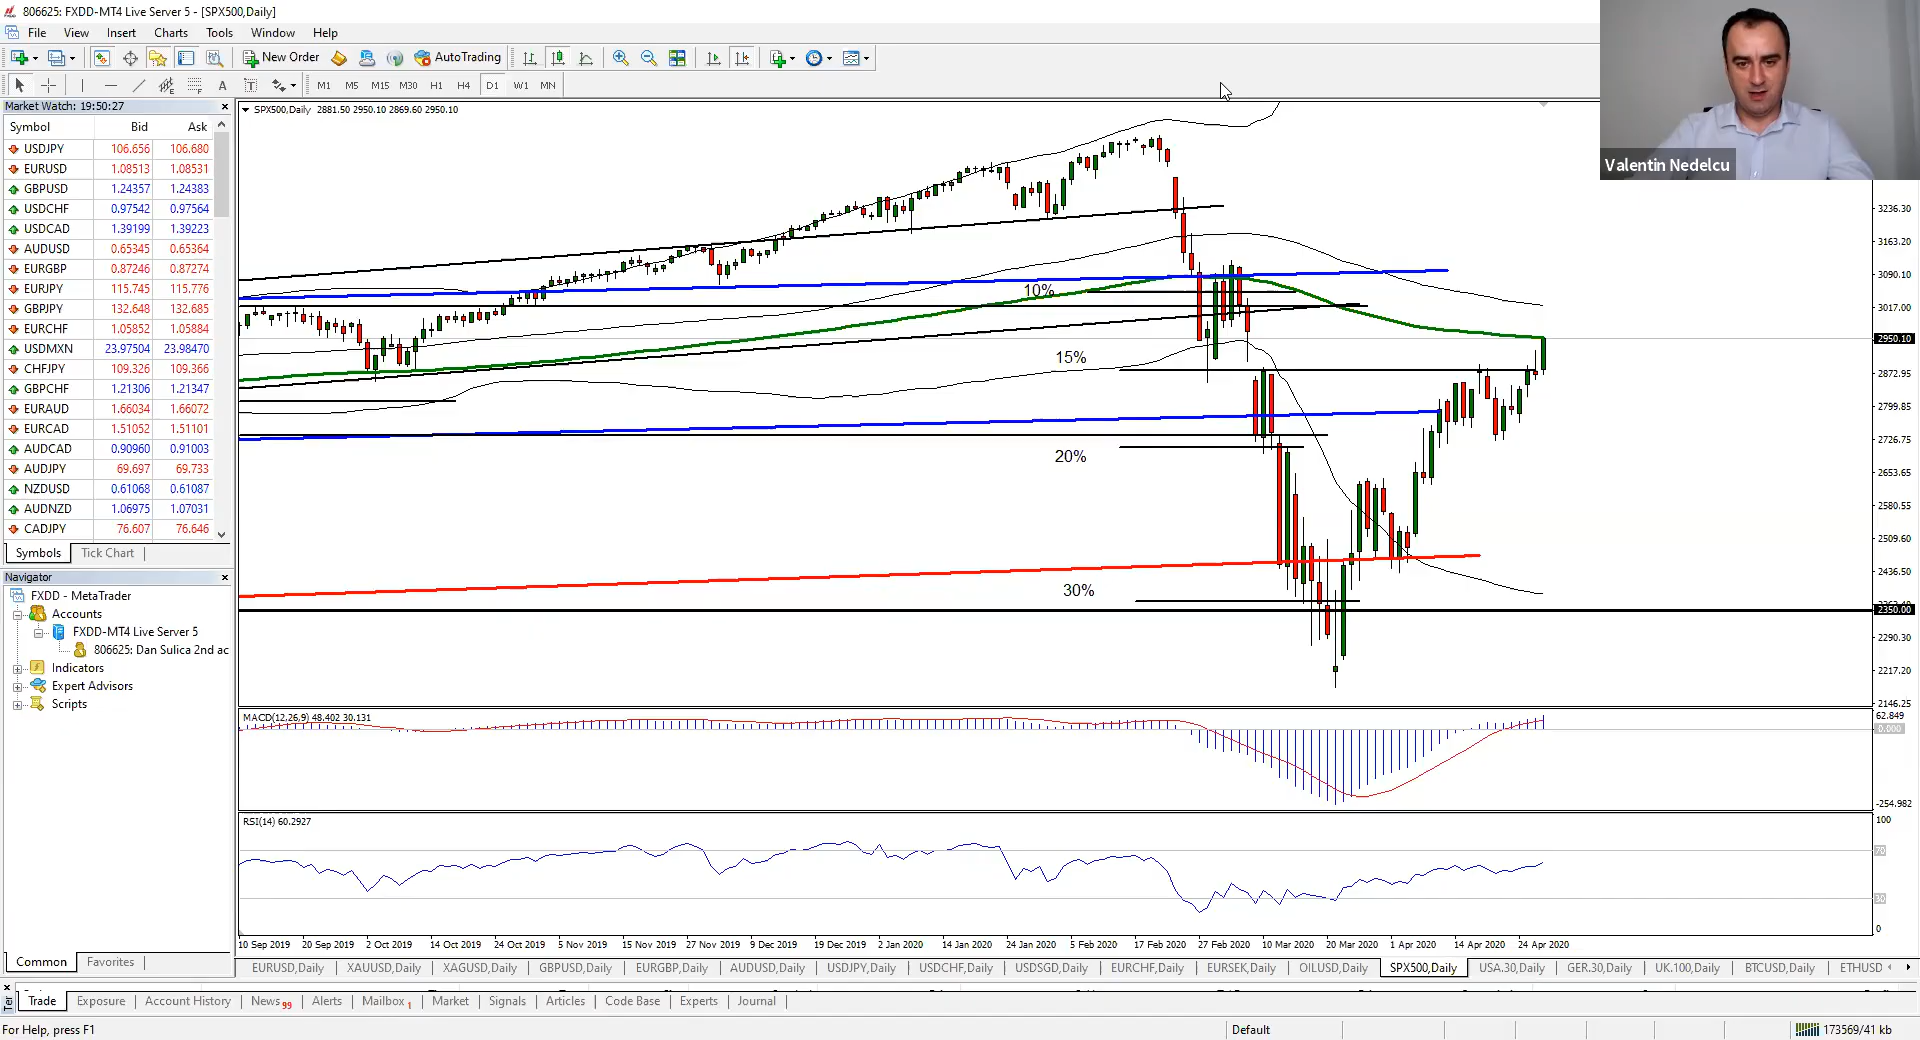 806625: FXDD-MT4 Live Server 5 - [SPX500,Daily]
File View Insert Charts Tools Window Help
New Order AutoTrading
A T M1 M5 M15 M30 H1 H4 D1 W1 MN
Market Watch: 19:50:27
Symbol Bid Ask
USDJPY 106.656 106.680
EURUSD 1.08513 1.08531
GBPUSD 1.24357 1.24383
USDCHF 0.97542 0.97564
USDCAD 1.39199 1.39223
AUDUSD 0.65345 0.65364
EURGBP 0.87246 0.87274
EURJPY 115.745 115.776
GBPJPY 132.648 132.685
EURCHF 1.05852 1.05884
USDMXN 23.97504 23.98470
CHFJPY 109.326 109.366
GBPCHF 1.21306 1.21347
EURAUD 1.66034 1.66072
EURCAD 1.51052 1.51101
AUDCAD 0.90960 0.91003
AUDJPY 69.697 69.733
NZDUSD 0.61068 0.61087
AUDNZD 1.06975 1.07031
CADJPY 76.607 76.646
Symbols Tick Chart
Navigator
FXDD - MetaTrader
Accounts
FXDD-MT4 Live Server 5
806625: Dan Sulica 2nd ac
Indicators
Expert Advisors
Scripts
Common Favorites
SPX500,Daily 2881.50 2950.10 2869.60 2950.10
10%
15%
20%
30%
Valentin Nedelcu
3236.30
3163.20
3090.10
3017.00
2950.10
2872.95
2799.85
2726.75
2653.65
2580.55
2509.60
2436.50
2350.00
2290.30
2217.20
2146.25
MACD(12,26,9) 48.402 30.131
62.849
0.000
-254.982
RSI(14) 60.2927
100
70
30
0
10 Sep 2019 20 Sep 2019 2 Oct 2019 14 Oct 2019 24 Oct 2019 5 Nov 2019 15 Nov 2019 27 Nov 2019 9 Dec 2019 19 Dec 2019 2 Jan 2020 14 Jan 2020 24 Jan 2020 5 Feb 2020 17 Feb 2020 27 Feb 2020 10 Mar 2020 20 Mar 2020 1 Apr 2020 14 Apr 2020 24 Apr 2020
EURUSD,Daily XAUUSD,Daily XAGUSD,Daily GBPUSD,Daily EURGBP,Daily AUDUSD,Daily USDJPY,Daily USDCHF,Daily USDSGD,Daily EURCHF,Daily EURSEK,Daily OILUSD,Daily SPX500,Daily USA.30,Daily GER.30,Daily UK.100,Daily BTCUSD,Daily ETHUSD
Ter
Trade Exposure Account History News 99 Alerts Mailbox 1 Market Signals Articles Code Base Experts Journal
For Help, press F1 Default 173569/41 kb